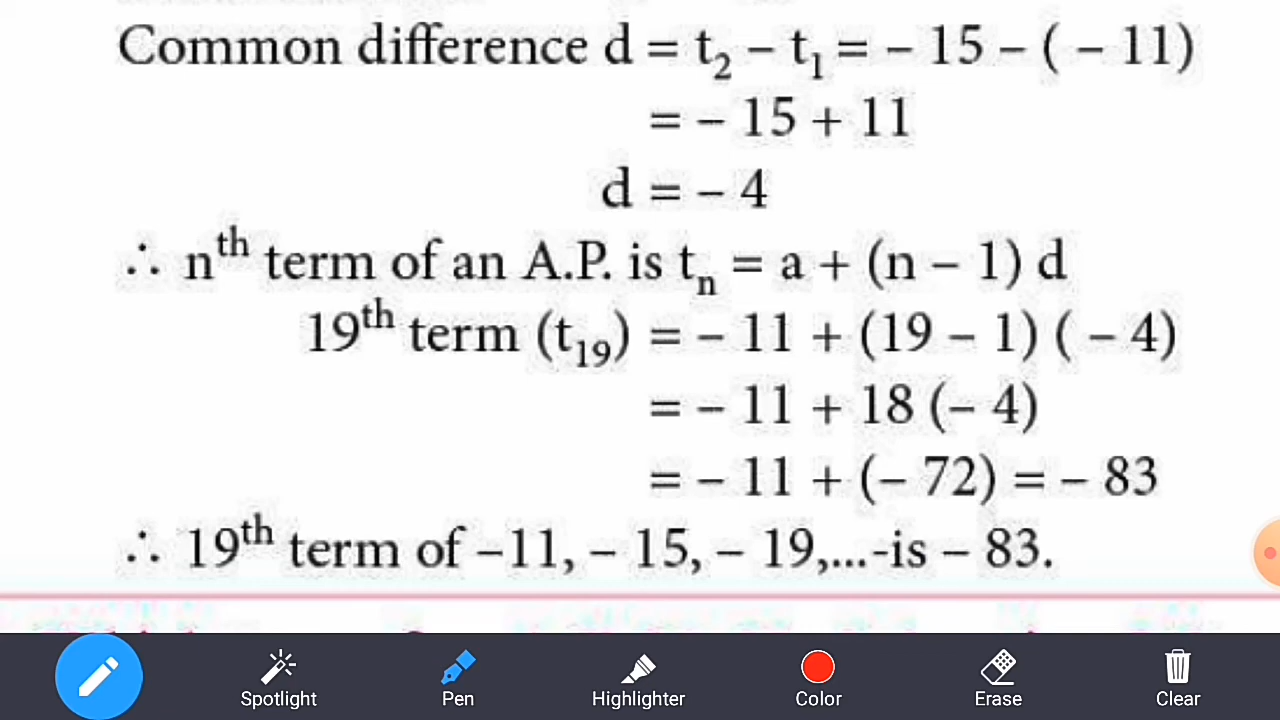 Common difference d = t₂ – t₁ = – 15 – ( – 11)
= – 15 + 11
d = – 4
∴ nᵗʰ term of an A.P. is tₙ = a + (n – 1) d
19ᵗʰ term (t₁₉) = – 11 + (19 – 1) ( – 4)
= – 11 + 18 (– 4)
= – 11 + (– 72) = – 83
∴ 19ᵗʰ term of –11, – 15, – 19,...-is – 83.
Spotlight Pen Highlighter Color Erase Clear